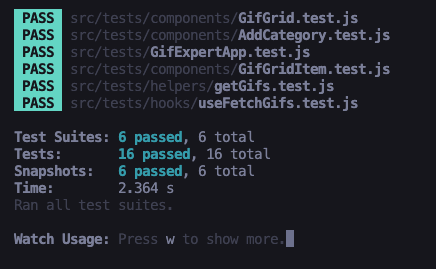 PASS src/tests/components/GifGrid.test.js
PASS src/tests/components/AddCategory.test.js
PASS src/tests/GifExpertApp.test.js
PASS src/tests/components/GifGridItem.test.js
PASS src/tests/helpers/getGifs.test.js
PASS src/tests/hooks/useFetchGifs.test.js
Test Suites: 6 passed, 6 total
Tests: 16 passed, 16 total
Snapshots: 6 passed, 6 total
Time: 2.364 s
Ran all test suites.
Watch Usage: Press w to show more.